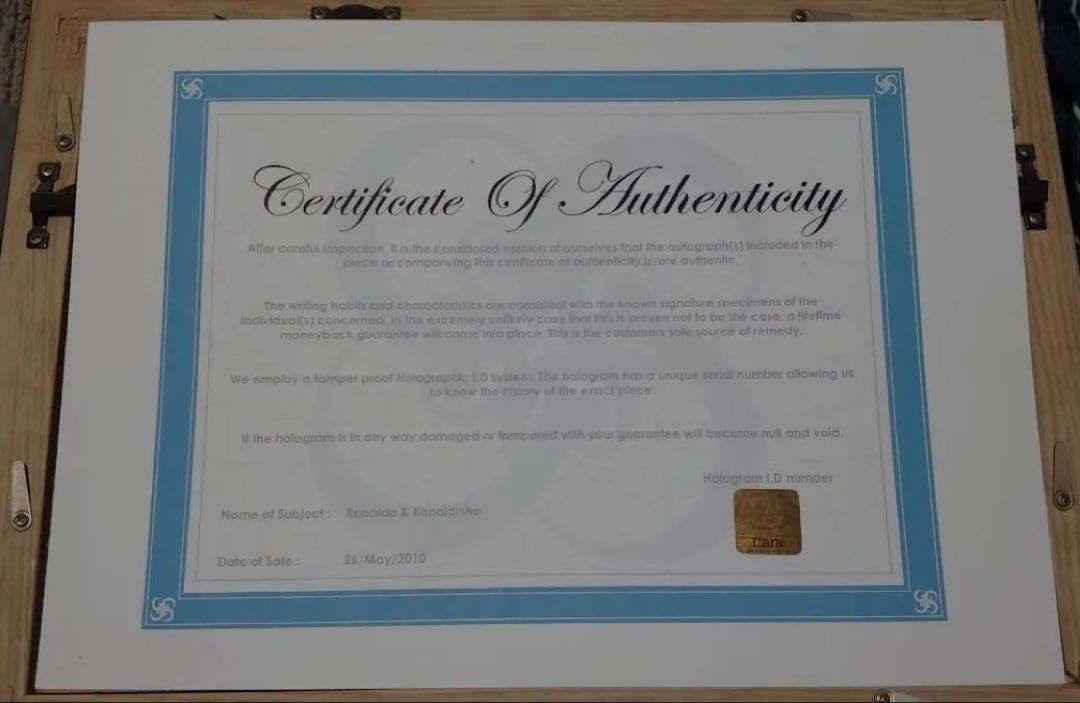 Certificate Of Authenticity
After careful inspection, it is the considered opinion of ourselves that the autograph(s) included in the
piece accompanying this certificate of authenticity is/are authentic.
The writing habits and characteristics are consistent with the known signature specimens of the
individual(s) concerned. In the extremely unlikely case that this is proven not to be the case, a lifetime
moneyback guarantee will come into place. This is the customers sole source of remedy.
We employ a tamper proof Holographic I.D system. The hologram has a unique serial number allowing us
to know the history of the exact piece.
If the hologram is in any way damaged or tampered with your guarantee will become null and void.
Hologram I.D number
Name of Subject : Ronaldo & Ronaldinho
Date of Sale : 26/May/2010